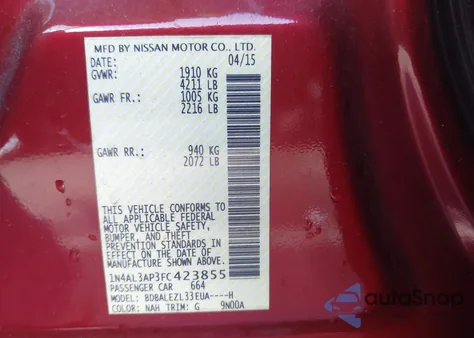 MFD BY NISSAN MOTOR CO., LTD.
DATE: 04/15
GVWR: 1910 KG
4211 LB
GAWR FR: 1005 KG
2216 LB
GAWR RR: 940 KG
2072 LB
THIS VEHICLE CONFORMS TO
ALL APPLICABLE FEDERAL
MOTOR VEHICLE SAFETY,
BUMPER, AND THEFT
PREVENTION STANDARDS IN
EFFECT ON THE DATE OF
MANUFACTURE SHOWN ABOVE.
1N4AL3AP3FC423855
PASSENGER CAR 664
MODEL: BDBALEZL33EUA----H
COLOR: NAH TRIM: G 9N00A
AutoSnap